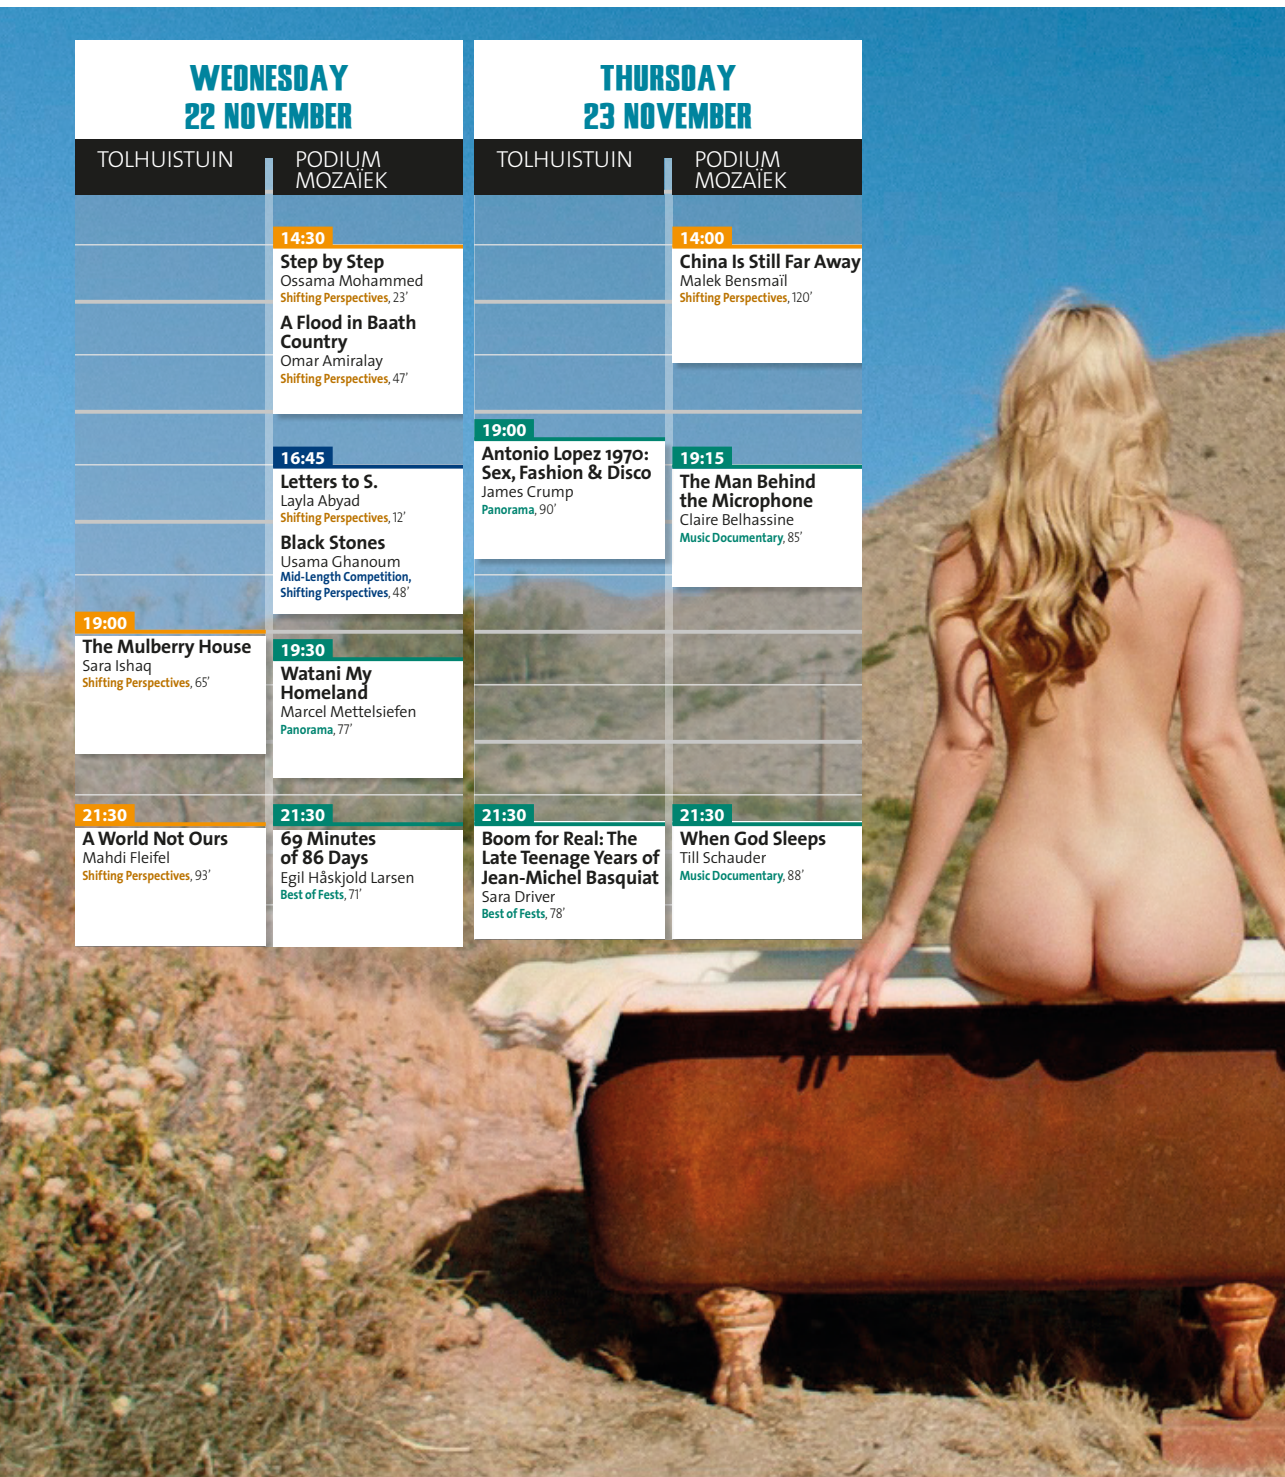 WEDNESDAY
22 NOVEMBER
TOLHUISTUIN
PODIUM
MOZAÏEK
14:30
Step by Step
Ossama Mohammed
Shifting Perspectives, 23’
A Flood in Baath
Country
Omar Amiralay
Shifting Perspectives, 47’
16:45
Letters to S.
Layla Abyad
Shifting Perspectives, 12’
Black Stones
Usama Ghanoum
Mid-Length Competition,
Shifting Perspectives, 48’
19:00
The Mulberry House
Sara Ishaq
Shifting Perspectives, 65’
19:30
Watani My
Homeland
Marcel Mettelsiefen
Panorama, 77’
21:30
A World Not Ours
Mahdi Fleifel
Shifting Perspectives, 93’
21:30
69 Minutes
of 86 Days
Egil Håskjold Larsen
Best of Fests, 71’
THURSDAY
23 NOVEMBER
TOLHUISTUIN
PODIUM
MOZAÏEK
14:00
China Is Still Far Away
Malek Bensmaïl
Shifting Perspectives, 120’
19:00
Antonio Lopez 1970:
Sex, Fashion & Disco
James Crump
Panorama, 90’
19:15
The Man Behind
the Microphone
Claire Belhassine
Music Documentary, 85’
21:30
Boom for Real: The
Late Teenage Years of
Jean-Michel Basquiat
Sara Driver
Best of Fests, 78’
21:30
When God Sleeps
Till Schauder
Music Documentary, 88’